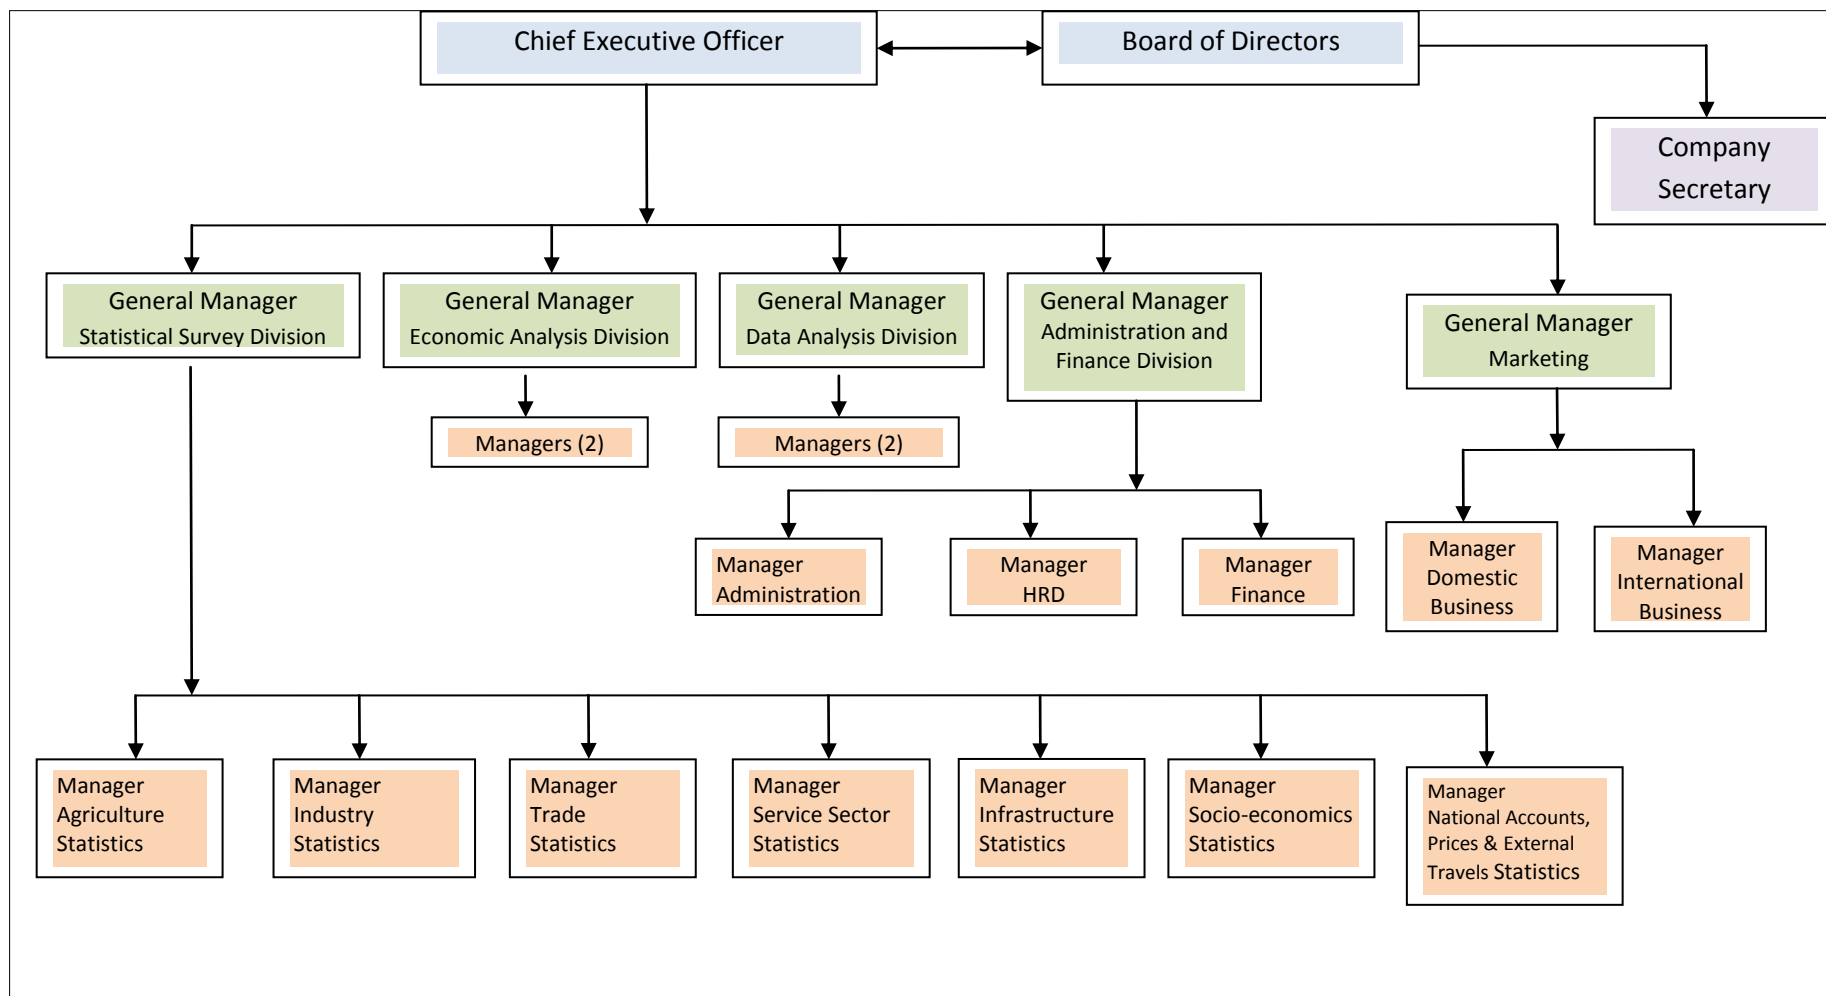 Chief Executive Officer
Board of Directors
Company
Secretary
General Manager
Statistical Survey Division
General Manager
Economic Analysis Division
General Manager
Data Analysis Division
General Manager
Administration and
Finance Division
General Manager
Marketing
Managers (2)
Managers (2)
Manager
Administration
Manager
HRD
Manager
Finance
Manager
Domestic
Business
Manager
International
Business
Manager
Agriculture
Statistics
Manager
Industry
Statistics
Manager
Trade
Statistics
Manager
Service Sector
Statistics
Manager
Infrastructure
Statistics
Manager
Socio-economics
Statistics
Manager
National Accounts,
Prices & External
Travels Statistics